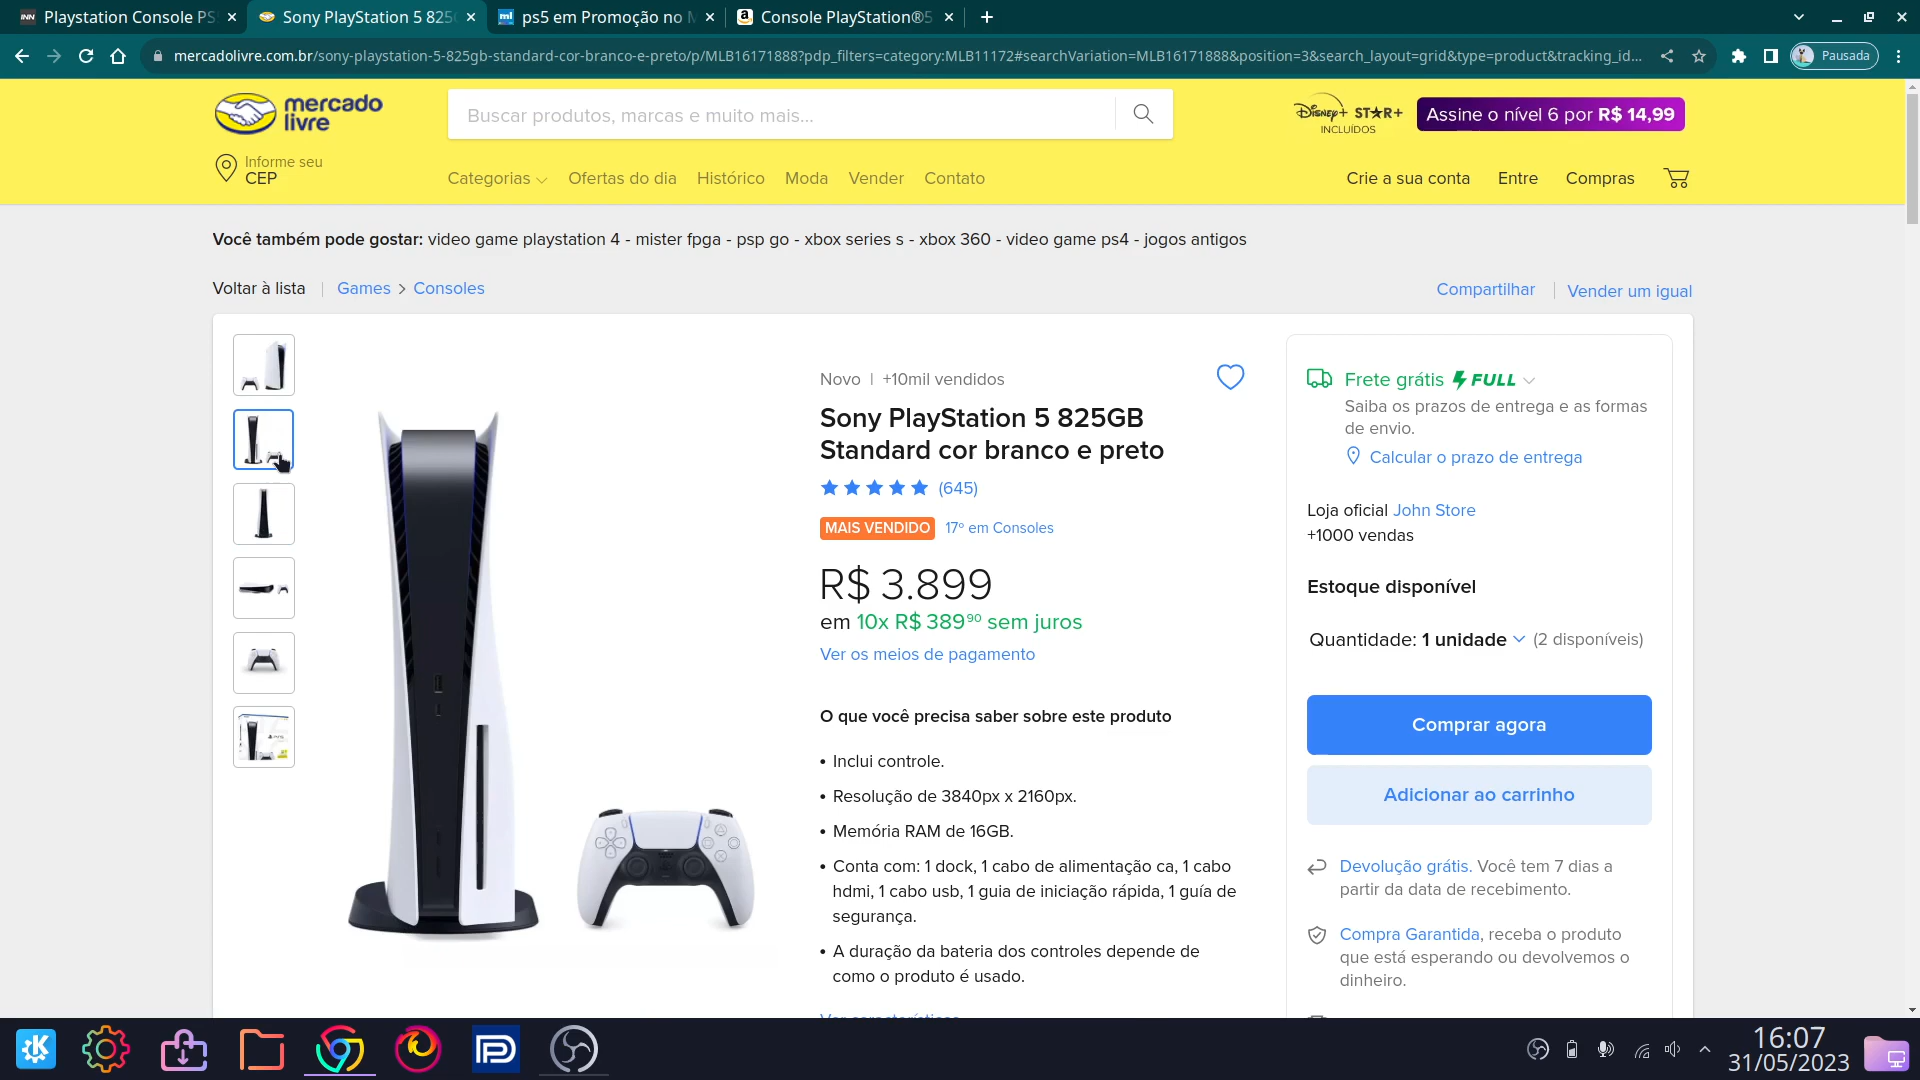 Playstation Console PS
Sony PlayStation 5 825G
ps5 em Promoção no M
Console PlayStation®5
mercadolivre.com.br/sony-playstation-5-825gb-standard-cor-branco-e-preto/p/MLB16171888?pdp_filters=category:MLB11172#searchVariation=MLB16171888&position=3&search_layout=grid&type=product&tracking_id...
Pausada
mercado
livre
Buscar produtos, marcas e muito mais...
Disney+ STAR+
INCLUÍDOS
Assine o nível 6 por R$ 14,99
Informe seu
CEP
Categorias Ofertas do dia Histórico Moda Vender Contato
Crie a sua conta Entre Compras
Você também pode gostar: video game playstation 4 - mister fpga - psp go - xbox series s - xbox 360 - video game ps4 - jogos antigos
Voltar à lista | Games > Consoles
Compartilhar | Vender um igual
Novo | +10mil vendidos
Sony PlayStation 5 825GB
Standard cor branco e preto
(645)
MAIS VENDIDO 17º em Consoles
R$ 3.899
em 10x R$ 389⁹⁰ sem juros
Ver os meios de pagamento
O que você precisa saber sobre este produto
• Inclui controle.
• Resolução de 3840px x 2160px.
• Memória RAM de 16GB.
• Conta com: 1 dock, 1 cabo de alimentação ca, 1 cabo
hdmi, 1 cabo usb, 1 guia de iniciação rápida, 1 guía de
segurança.
• A duração da bateria dos controles depende de
como o produto é usado.
Ver características
Frete grátis FULL
Saiba os prazos de entrega e as formas
de envio.
Calcular o prazo de entrega
Loja oficial John Store
+1000 vendas
Estoque disponível
Quantidade: 1 unidade (2 disponíveis)
Comprar agora
Adicionar ao carrinho
Devolução grátis. Você tem 7 dias a
partir da data de recebimento.
Compra Garantida, receba o produto
que está esperando ou devolvemos o
dinheiro.
16:07
31/05/2023